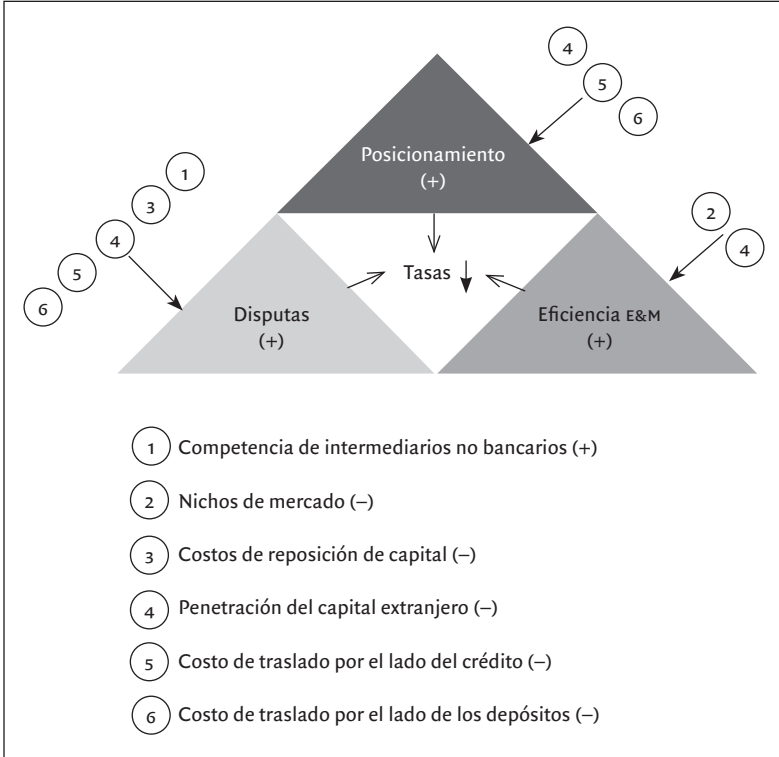 4
5
6
Posicionamiento
(+)
1
3
4
5
6
2
4
Tasas
Disputas
(+)
Eficiencia E&M
(+)
1 Competencia de intermediarios no bancarios (+)
2 Nichos de mercado (–)
3 Costos de reposición de capital (–)
4 Penetración del capital extranjero (–)
5 Costo de traslado por el lado del crédito (–)
6 Costo de traslado por el lado de los depósitos (–)